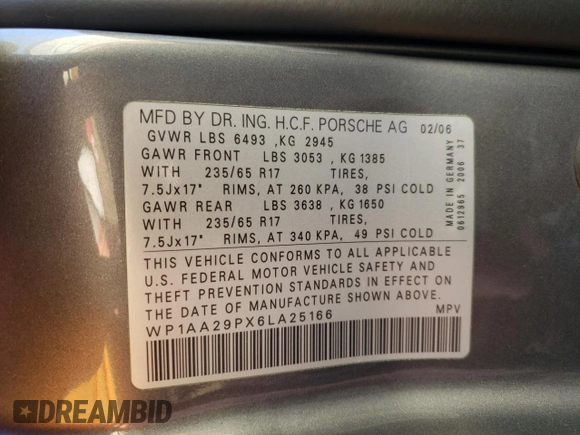 MFD BY DR. ING. H.C.F. PORSCHE AG 02/06
GVWR LBS 6493 ,KG 2945
GAWR FRONT LBS 3053 ,KG 1385
WITH 235/65 R17 TIRES,
7.5Jx17" RIMS, AT 260 KPA, 38 PSI COLD
GAWR REAR LBS 3638 ,KG 1650
WITH 235/65 R17 TIRES,
7.5Jx17" RIMS, AT 340 KPA, 49 PSI COLD
THIS VEHICLE CONFORMS TO ALL APPLICABLE
U.S. FEDERAL MOTOR VEHICLE SAFETY AND
THEFT PREVENTION STANDARDS IN EFFECT ON
THE DATE OF MANUFACTURE SHOWN ABOVE.
WP1AA29PX6LA25166 MPV
MADE IN GERMANY
0612965 2006 37
DREAMBID